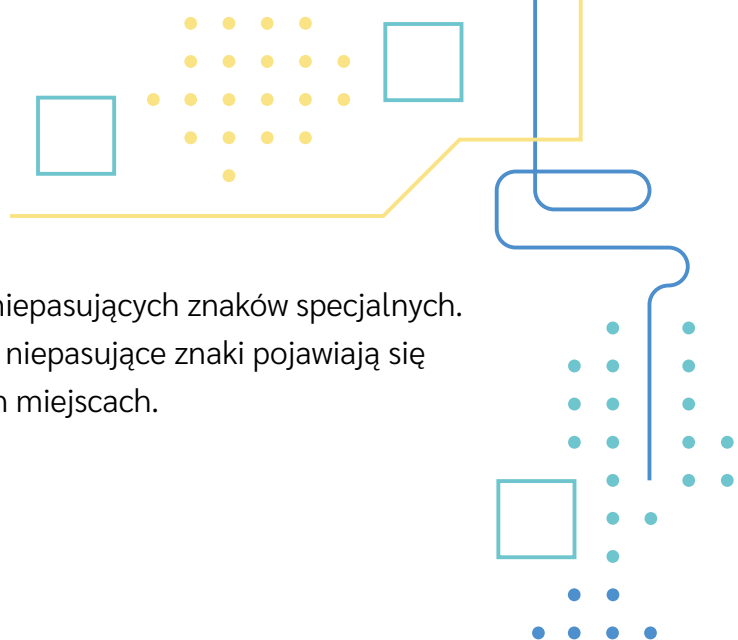 niepasujących znaków specjalnych.
niepasujące znaki pojawiają się
miejscach.